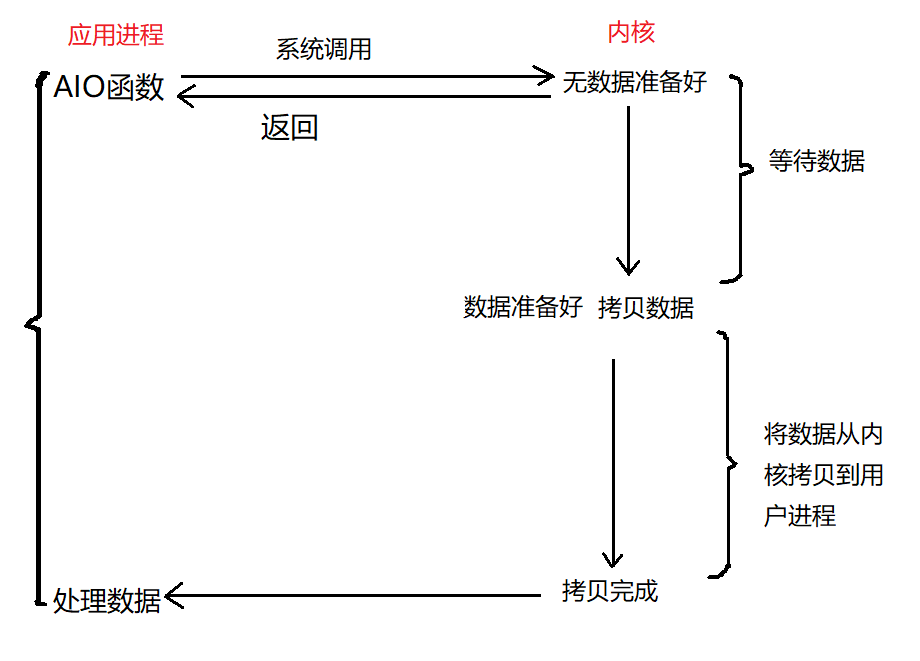 应用进程
内核
系统调用
AIO函数
无数据准备好
返回
等待数据
数据准备好 拷贝数据
将数据从内
核拷贝到用
户进程
拷贝完成
处理数据